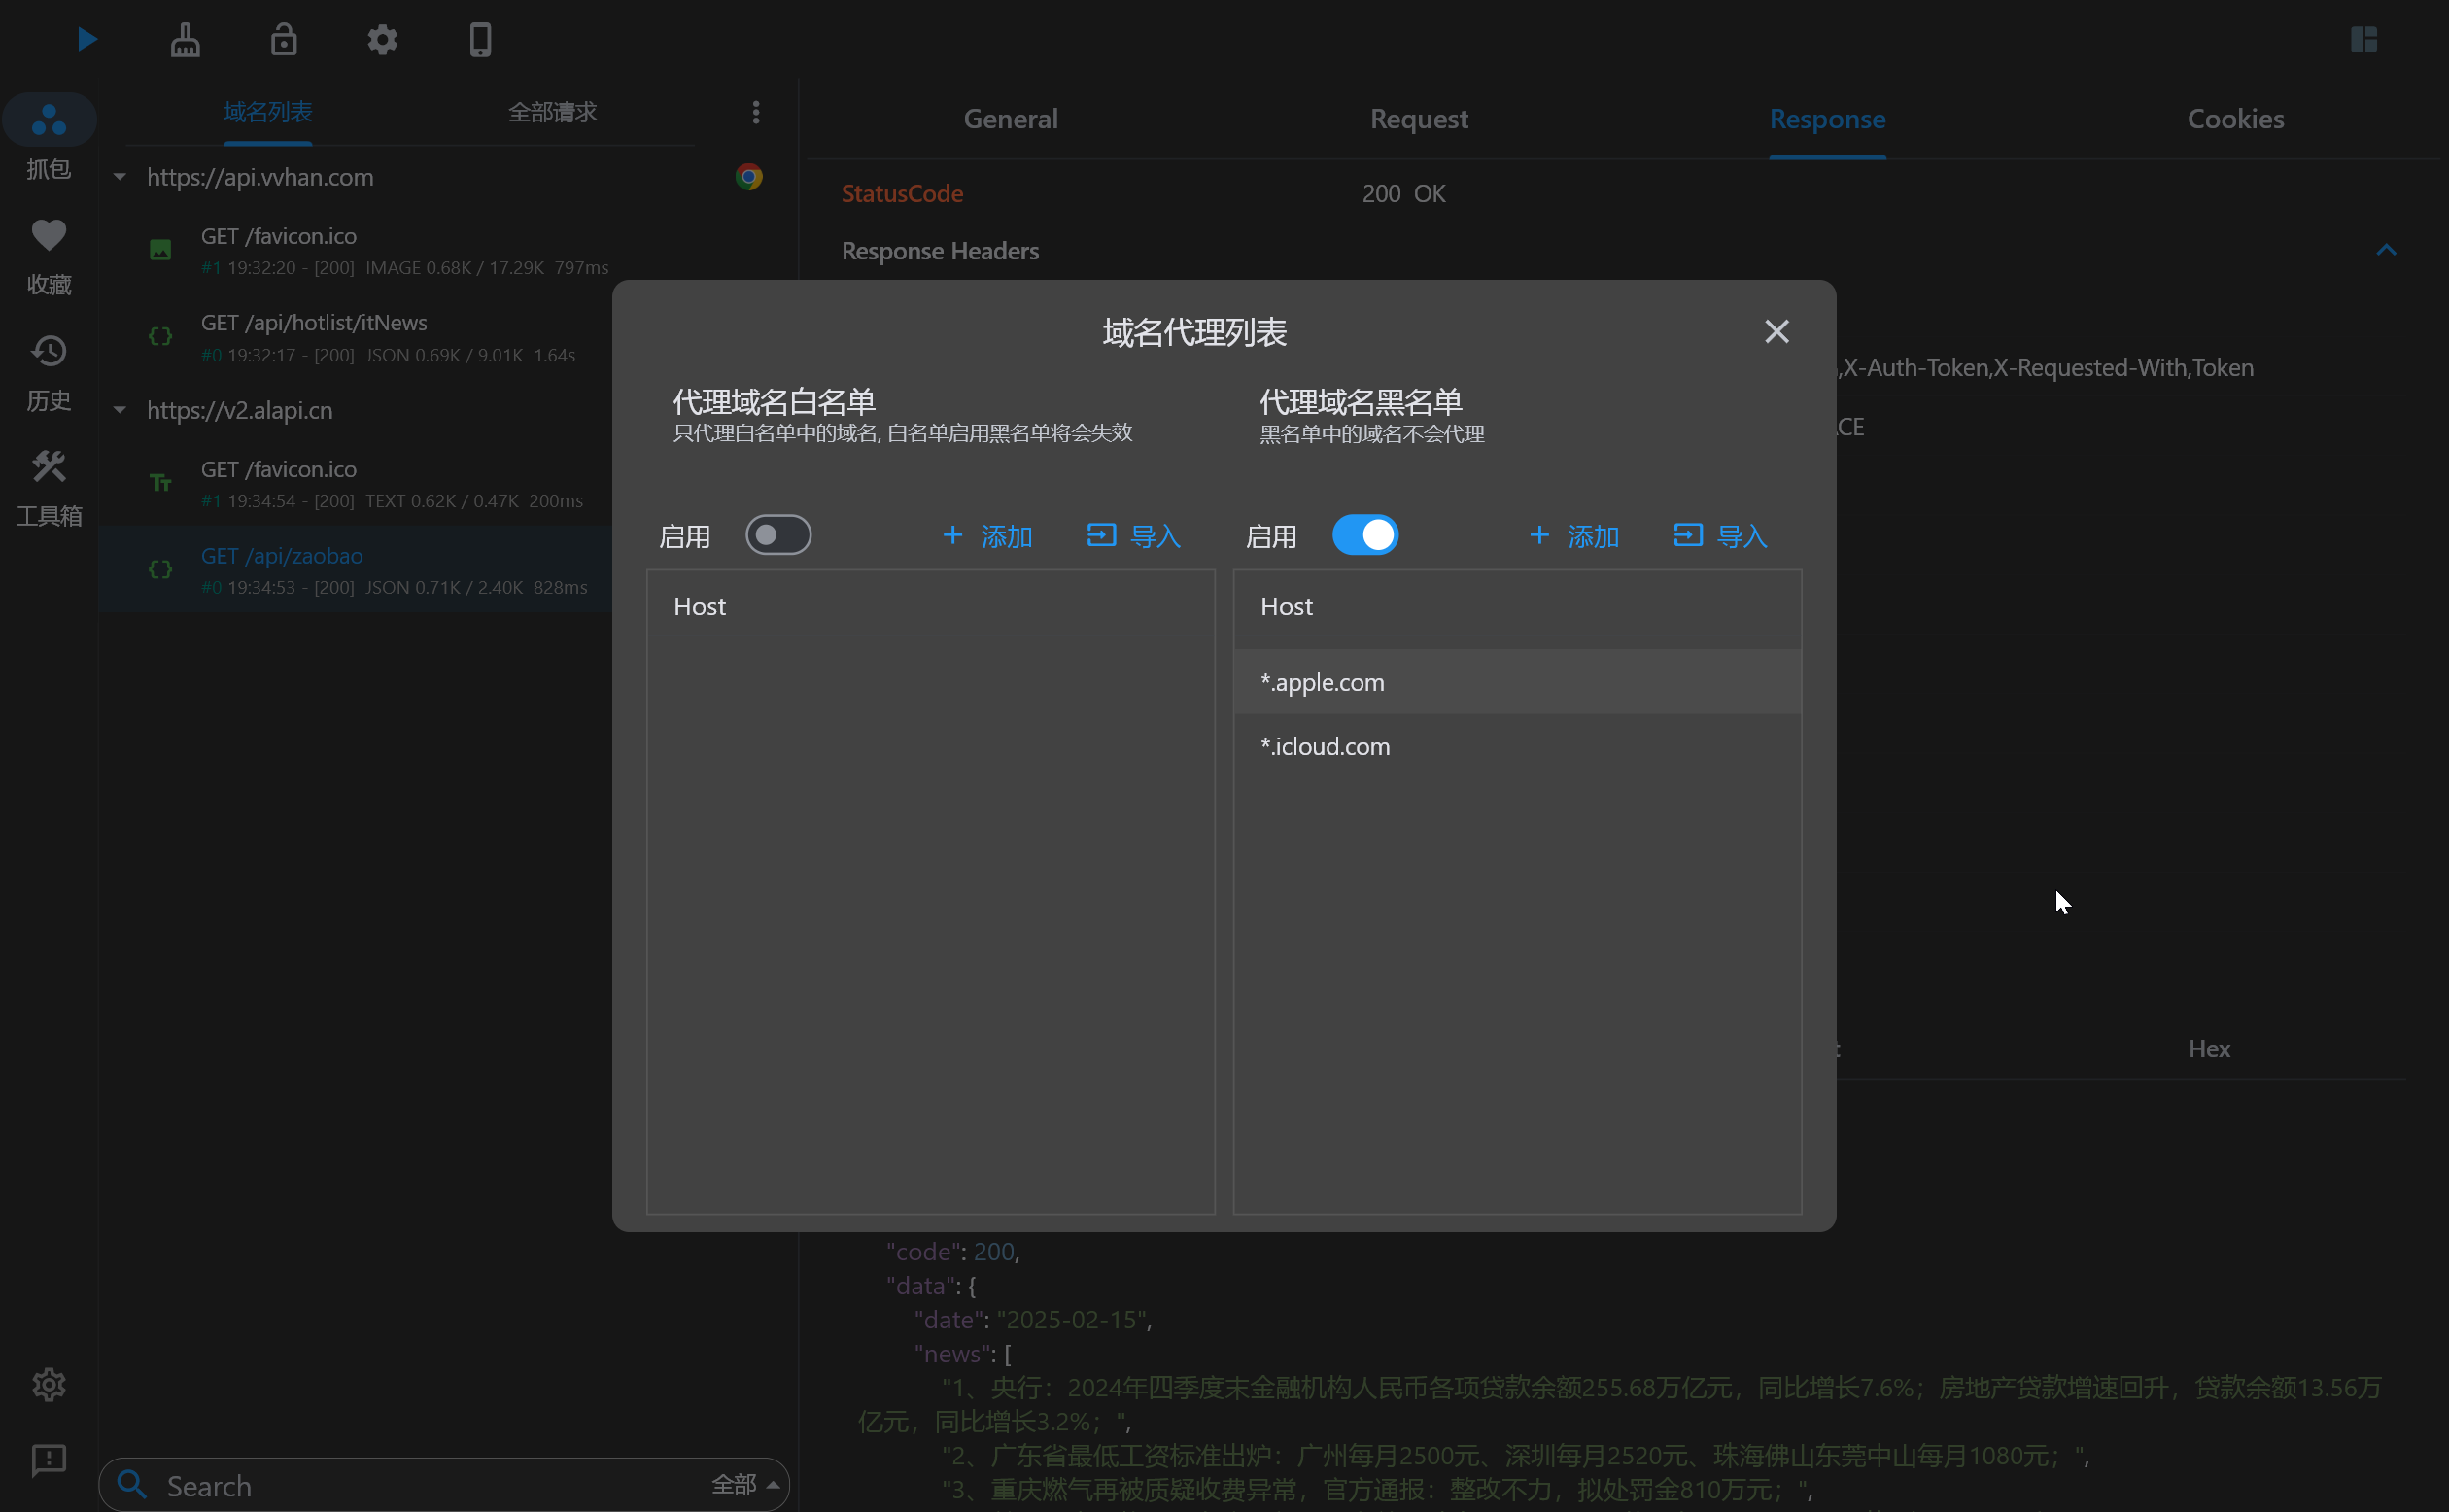 域名列表
全部请求
General
Request
Response
Cookies
抓包
收藏
历史
工具箱
https://api.vvhan.com
GET /favicon.ico
#1 19:32:20 - [200] IMAGE 0.68K / 17.29K 797ms
GET /api/hotlist/itNews
#0 19:32:17 - [200] JSON 0.69K / 9.01K 1.64s
https://v2.alapi.cn
GET /favicon.ico
#1 19:34:54 - [200] TEXT 0.62K / 0.47K 200ms
GET /api/zaobao
#0 19:34:53 - [200] JSON 0.71K / 2.40K 828ms
StatusCode
200 OK
Response Headers
,X-Auth-Token,X-Requested-With,Token
CE
域名代理列表
代理域名白名单
只代理白名单中的域名, 白名单启用黑名单将会失效
启用
添加
导入
Host
代理域名黑名单
黑名单中的域名不会代理
启用
添加
导入
Host
*.apple.com
*.icloud.com
Hex
"code": 200,
"data": {
"date": "2025-02-15",
"news": [
"1、央行：2024年四季度末金融机构人民币各项贷款余额255.68万亿元，同比增长7.6%；房地产贷款增速回升，贷款余额13.56万
亿元，同比增长3.2%；",
"2、广东省最低工资标准出炉：广州每月2500元、深圳每月2520元、珠海佛山东莞中山每月1080元；",
"3、重庆燃气再被质疑收费异常，官方通报：整改不力，拟处罚金810万元；",
Search
全部